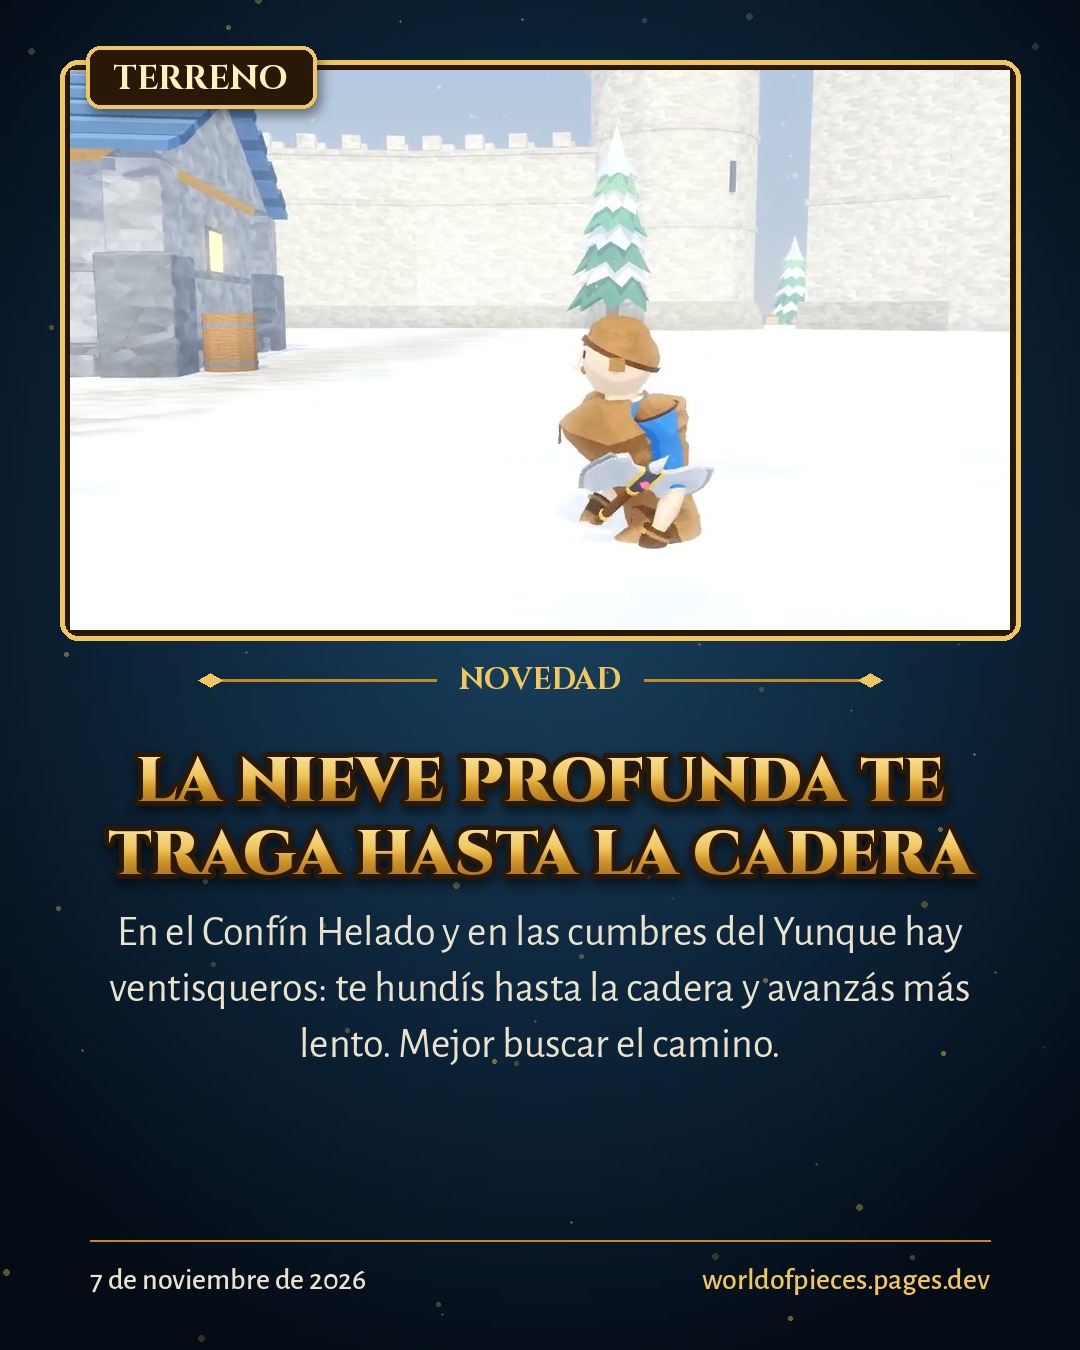 TERRENO
NOVEDAD
LA NIEVE PROFUNDA TE
TRAGA HASTA LA CADERA
En el Confín Helado y en las cumbres del Yunque hay
ventisqueros: te hundís hasta la cadera y avanzás más
lento. Mejor buscar el camino.
7 de noviembre de 2026
worldofpieces.pages.dev